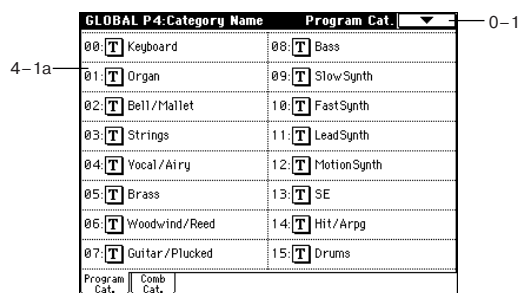 GLOBAL P4:Category Name Program Cat. 0–1
00: T Keyboard 08: T Bass
4–1a 01: T Organ 09: T SlowSynth
02: T Bell/Mallet 10: T FastSynth
03: T Strings 11: T LeadSynth
04: T Vocal/Airy 12: T MotionSynth
05: T Brass 13: T SE
06: T Woodwind/Reed 14: T Hit/Arpg
07: T Guitar/Plucked 15: T Drums
Program Cat. Comb Cat.